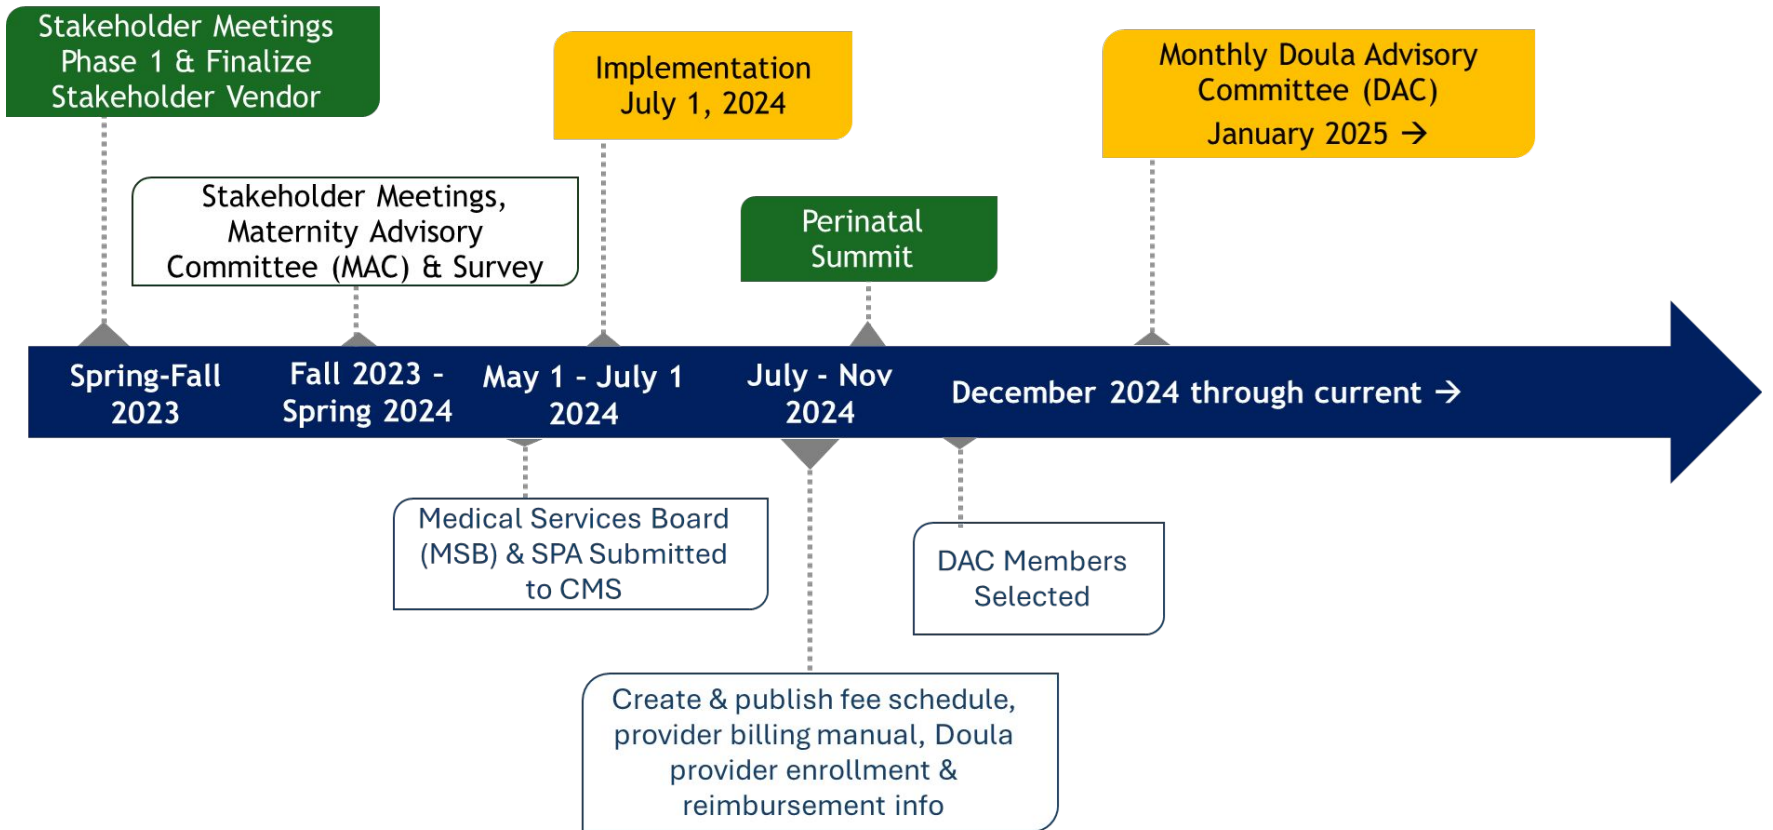 Stakeholder Meetings
Phase 1 & Finalize
Stakeholder Vendor
Implementation
July 1, 2024
Monthly Doula Advisory
Committee (DAC)
January 2025 →
Stakeholder Meetings,
Maternity Advisory
Committee (MAC) & Survey
Perinatal
Summit
Spring-Fall
2023
Fall 2023 –
Spring 2024
May 1 – July 1
2024
July - Nov
2024
December 2024 through current →
Medical Services Board
(MSB) & SPA Submitted
to CMS
DAC Members
Selected
Create & publish fee schedule,
provider billing manual, Doula
provider enrollment &
reimbursement info